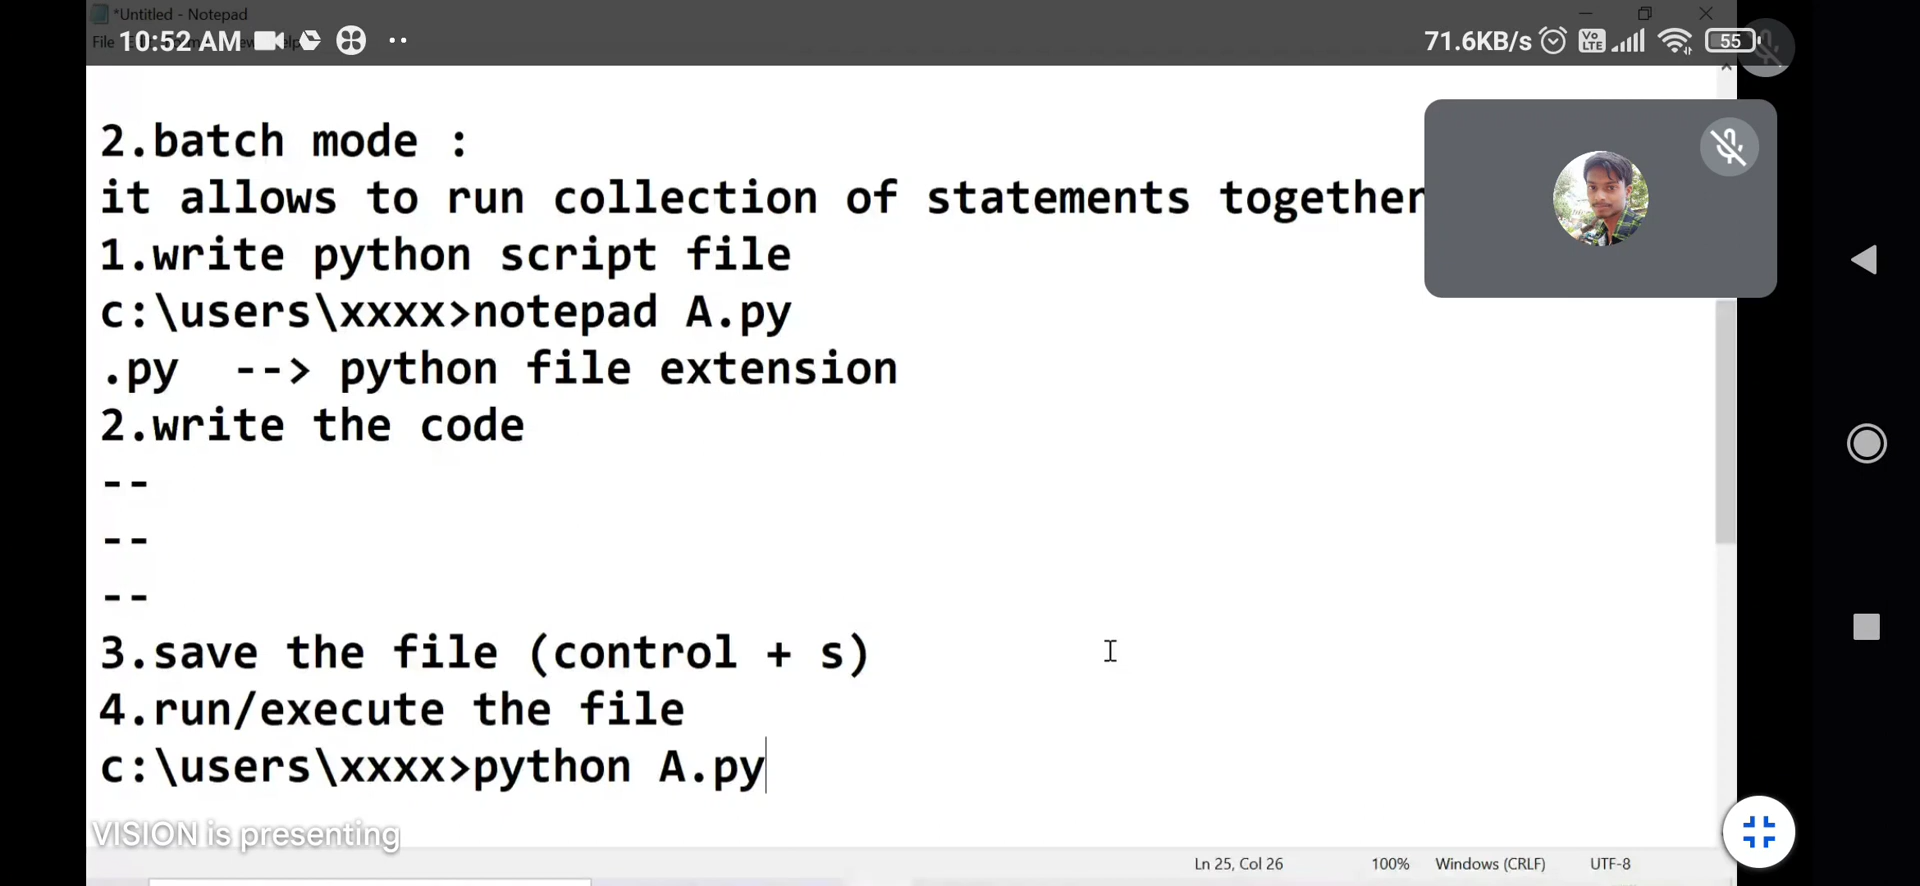 *Untitled - Notepad
File
10:52 AM
71.6KB/s
Vo LTE
55
2.batch mode :
it allows to run collection of statements together
1.write python script file
c:\users\xxxx>notepad A.py
.py  --> python file extension
2.write the code
--
--
--
3.save the file (control + s)
4.run/execute the file
c:\users\xxxx>python A.py
VISION is presenting
Ln 25, Col 26
100%
Windows (CRLF)
UTF-8